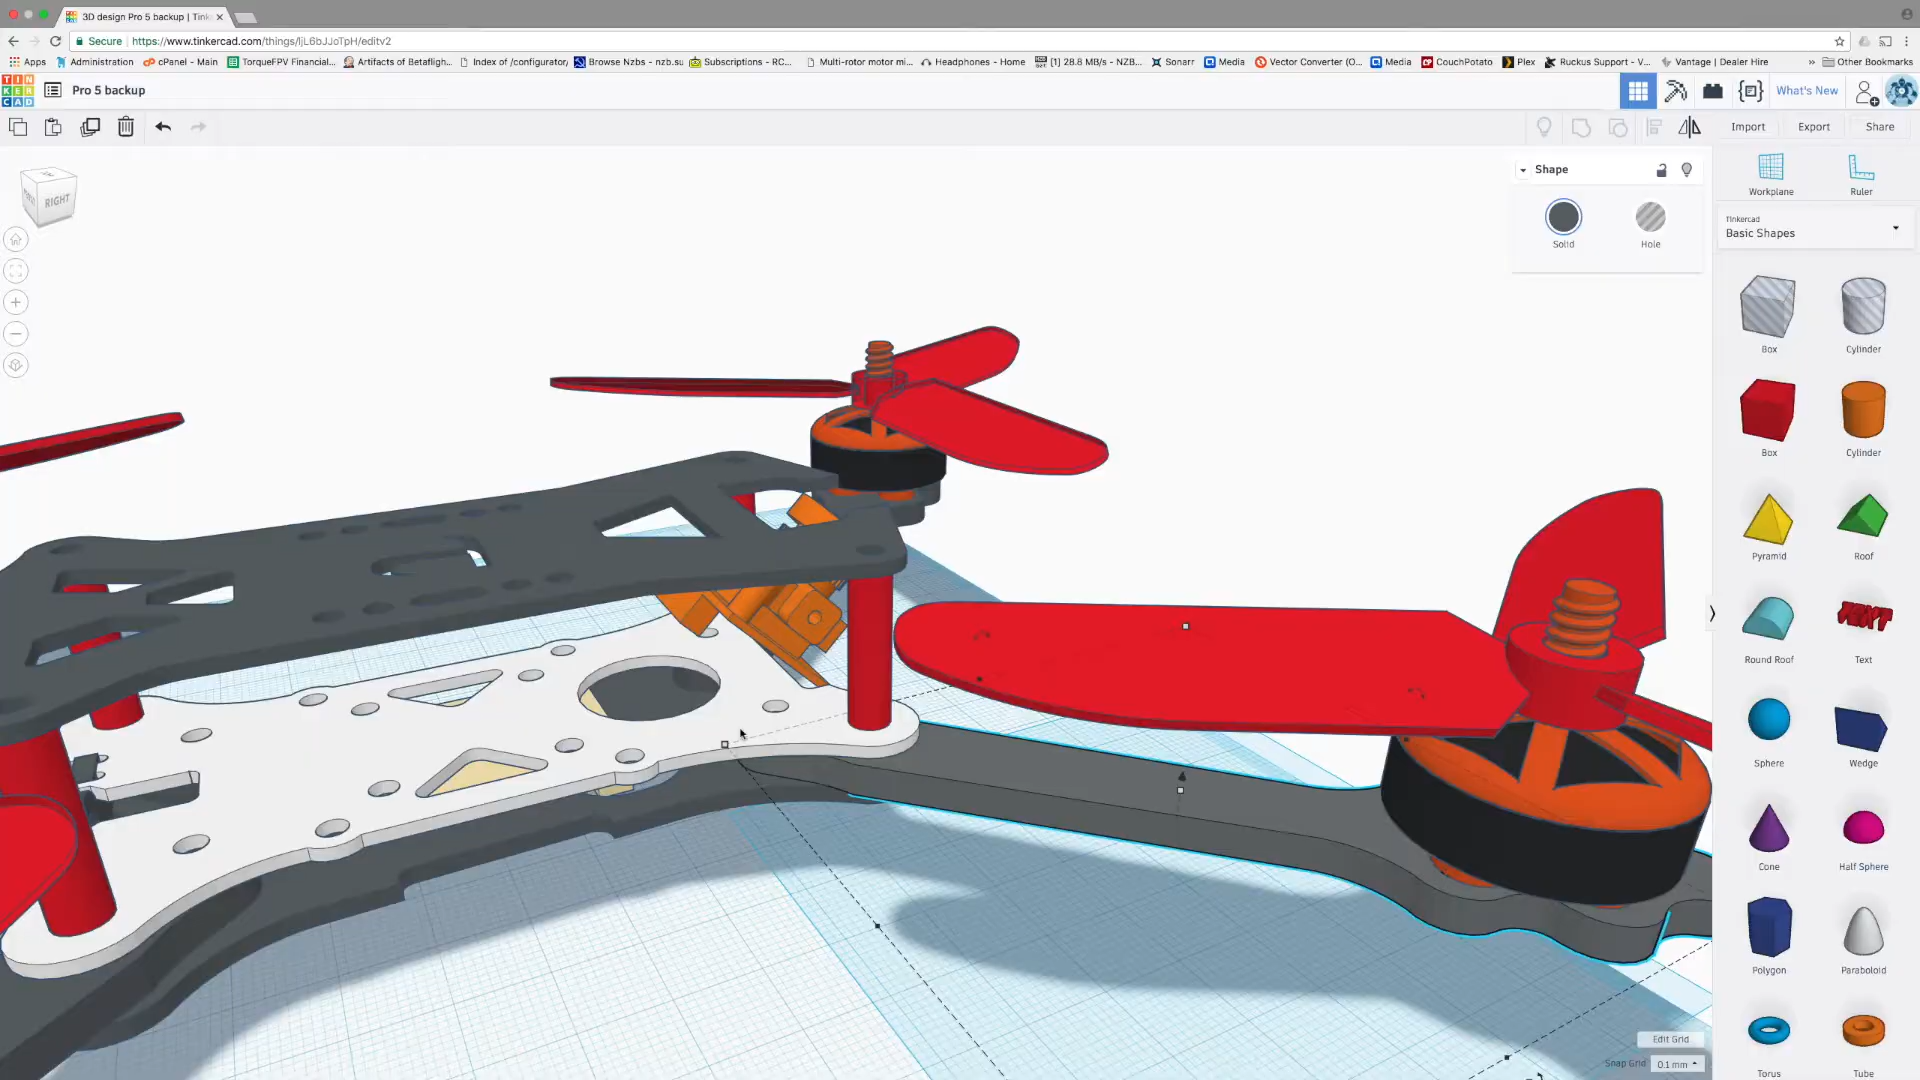 3D design Pro 5 backup | Tink
Secure
https://www.tinkercad.com/things/ljL6bJJoTpH/editv2
Apps
Administration
cPanel - Main
TorqueFPV Financial...
Artifacts of Betafligh...
Index of /configurator/
Browse Nzbs - nzb.su
Subscriptions - RC...
Multi-rotor motor mi...
Headphones - Home
[1] 28.8 MB/s - NZB...
Sonarr
Media
Vector Converter (O...
Media
CouchPotato
Plex
Ruckus Support - V...
Vantage | Dealer Hire
»
Other Bookmarks
TIN
KER
CAD
Pro 5 backup
What's New
Import
Export
Share
RIGHT
Shape
Solid
Hole
Workplane
Ruler
Tinkercad
Basic Shapes
Box
Cylinder
Box
Cylinder
Pyramid
Roof
Round Roof
TEXT
Text
Sphere
Wedge
Cone
Half Sphere
Polygon
Paraboloid
Torus
Tube
Edit Grid
Snap Grid
0.1 mm